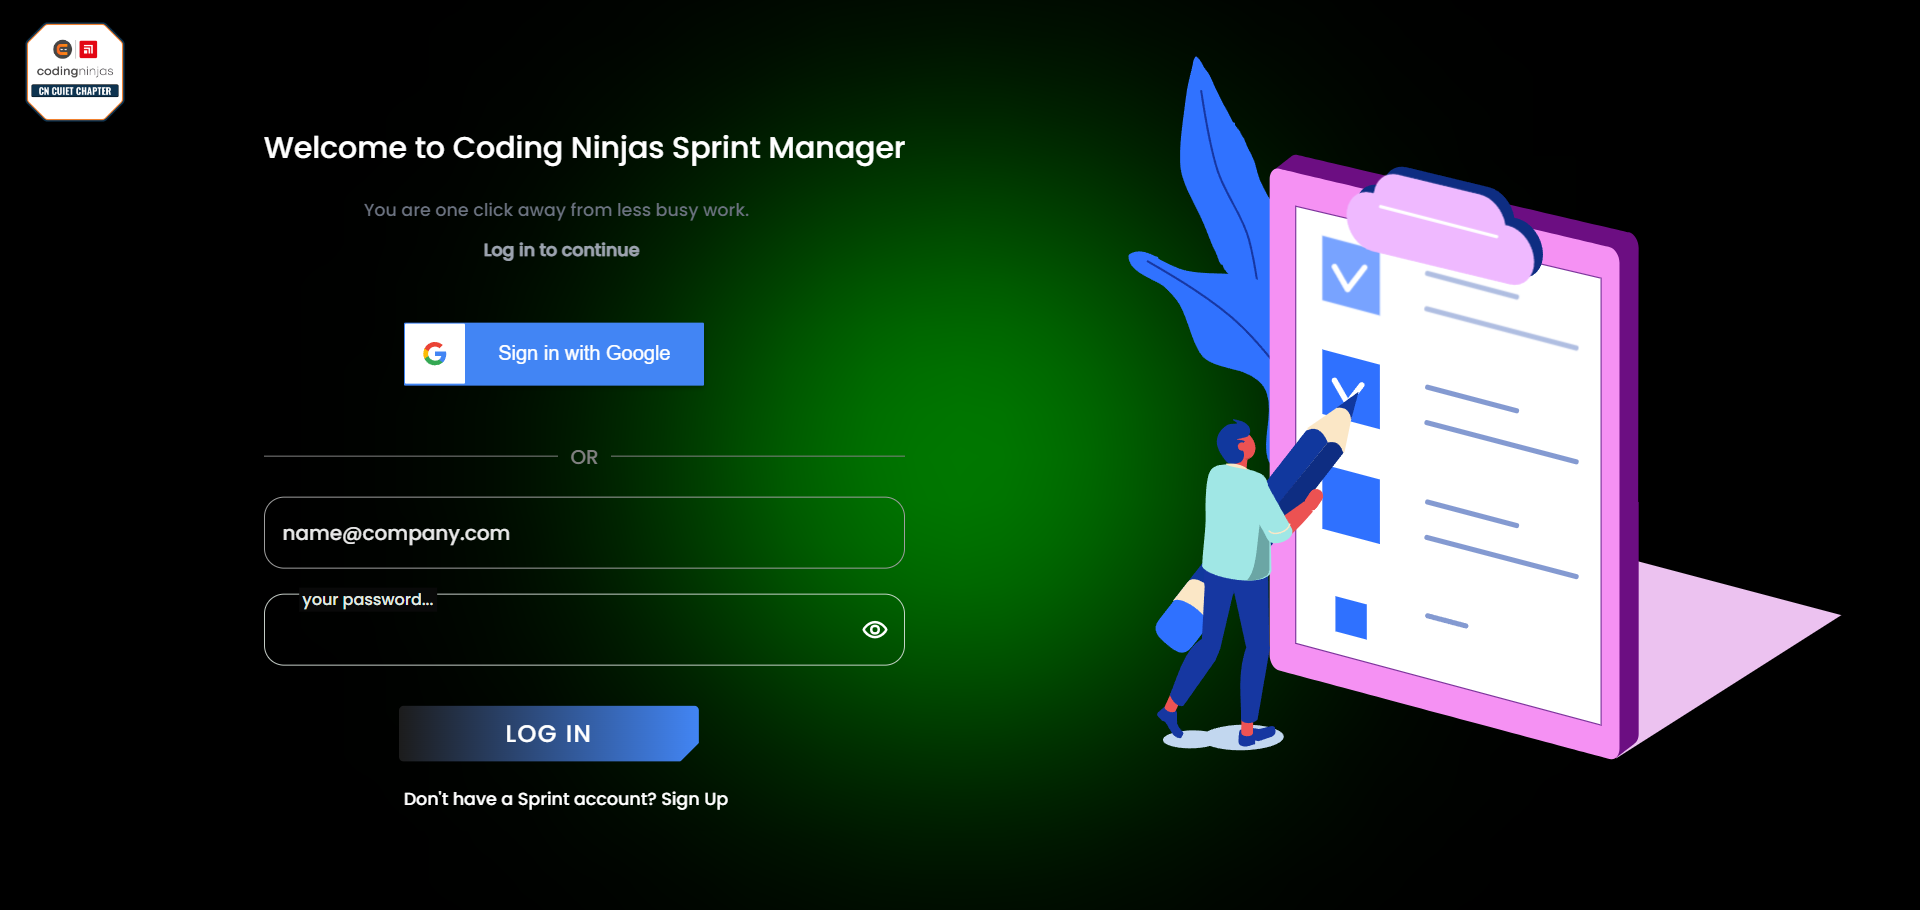 codingninjas
CN CUIET CHAPTER
Welcome to Coding Ninjas Sprint Manager
You are one click away from less busy work.
Log in to continue
Sign in with Google
OR
name@company.com
your password...
LOG IN
Don't have a Sprint account? Sign Up